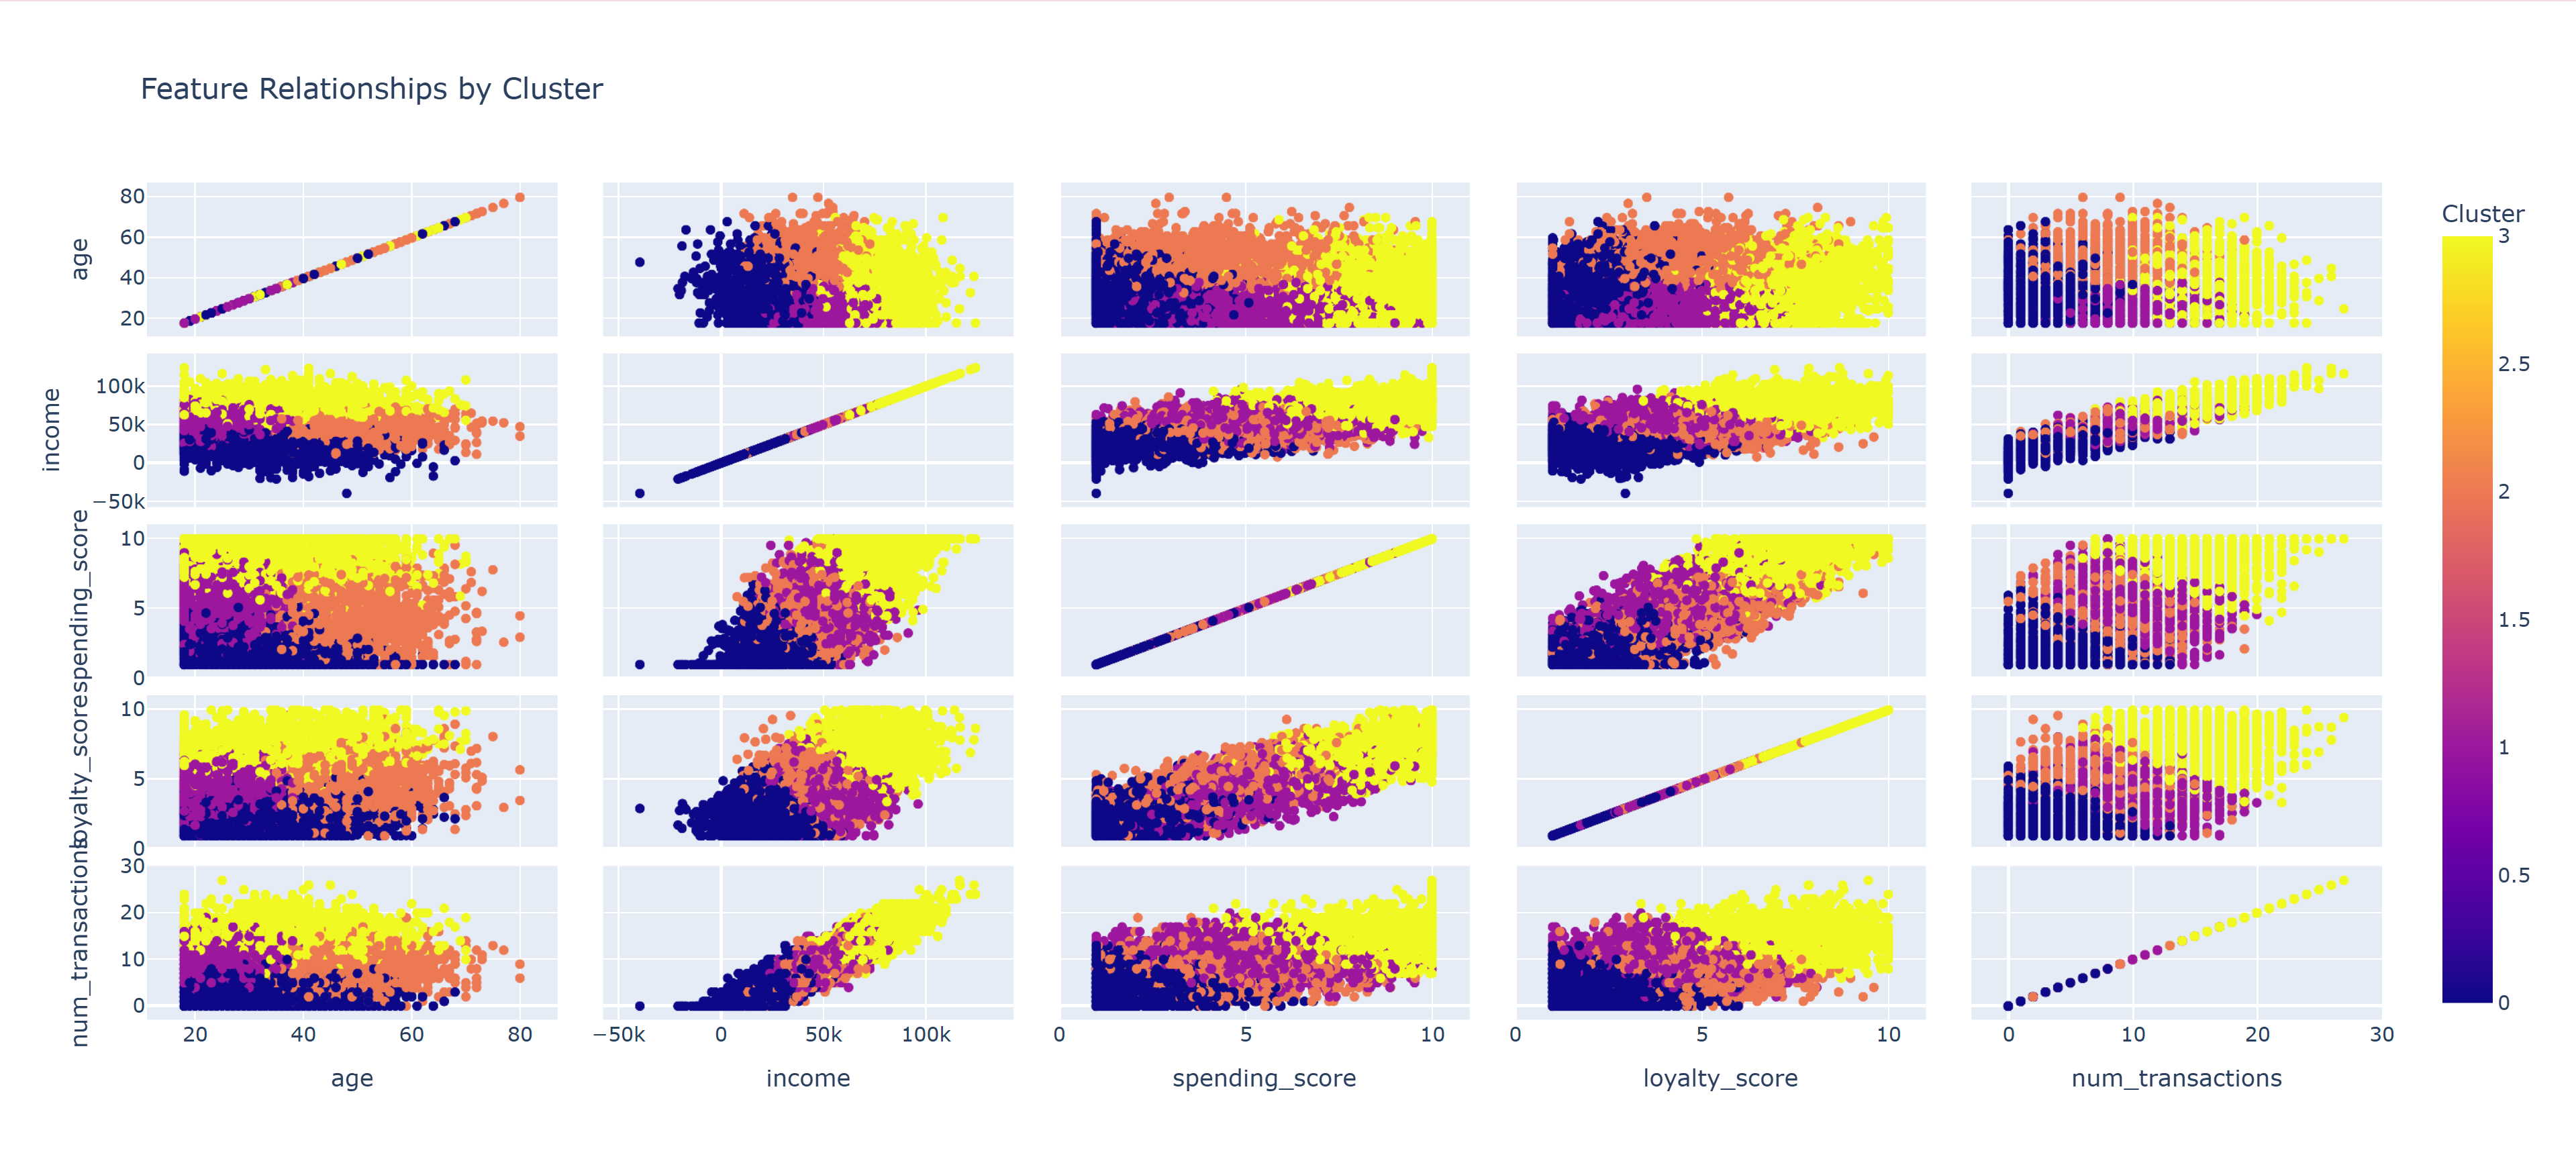 Feature Relationships by Cluster
Cluster
age
80
60
40
20
income
100k
50k
0
−50k
spending_score
10
5
0
loyalty_score
10
5
0
num_transactions
30
20
10
0
20 40 60 80
−50k 0 50k 100k
0 5 10
0 5 10
0 10 20 30
age income spending_score loyalty_score num_transactions
3
2.5
2
1.5
1
0.5
0